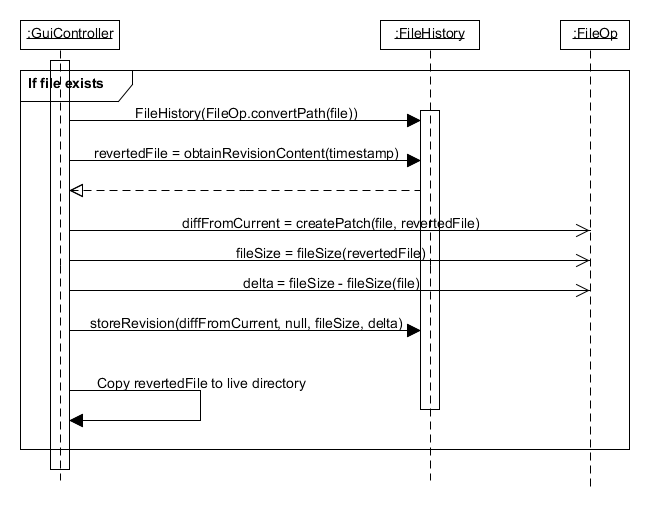 :GuiController
:FileHistory
:FileOp
If file exists
FileHistory(FileOp.convertPath(file))
revertedFile = obtainRevisionContent(timestamp)
diffFromCurrent = createPatch(file, revertedFile)
fileSize = fileSize(revertedFile)
delta = fileSize - fileSize(file)
storeRevision(diffFromCurrent, null, fileSize, delta)
Copy revertedFile to live directory